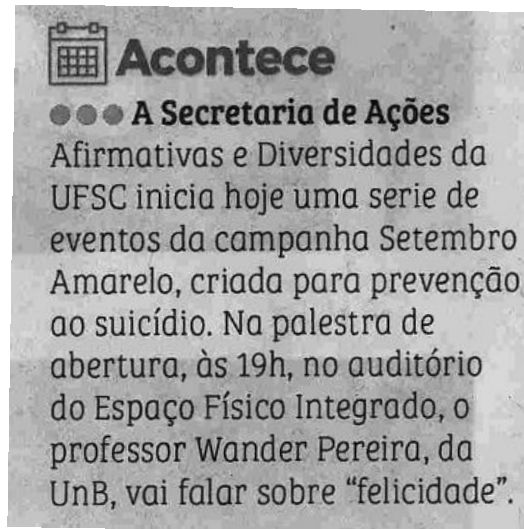 Acontece
A Secretaria de Ações
Afirmativas e Diversidades da
UFSC inicia hoje uma serie de
eventos da campanha Setembro
Amarelo, criada para prevenção
ao suicídio. Na palestra de
abertura, às 19h, no auditório
do Espaço Físico Integrado, o
professor Wander Pereira, da
UnB, vai falar sobre “felicidade”.